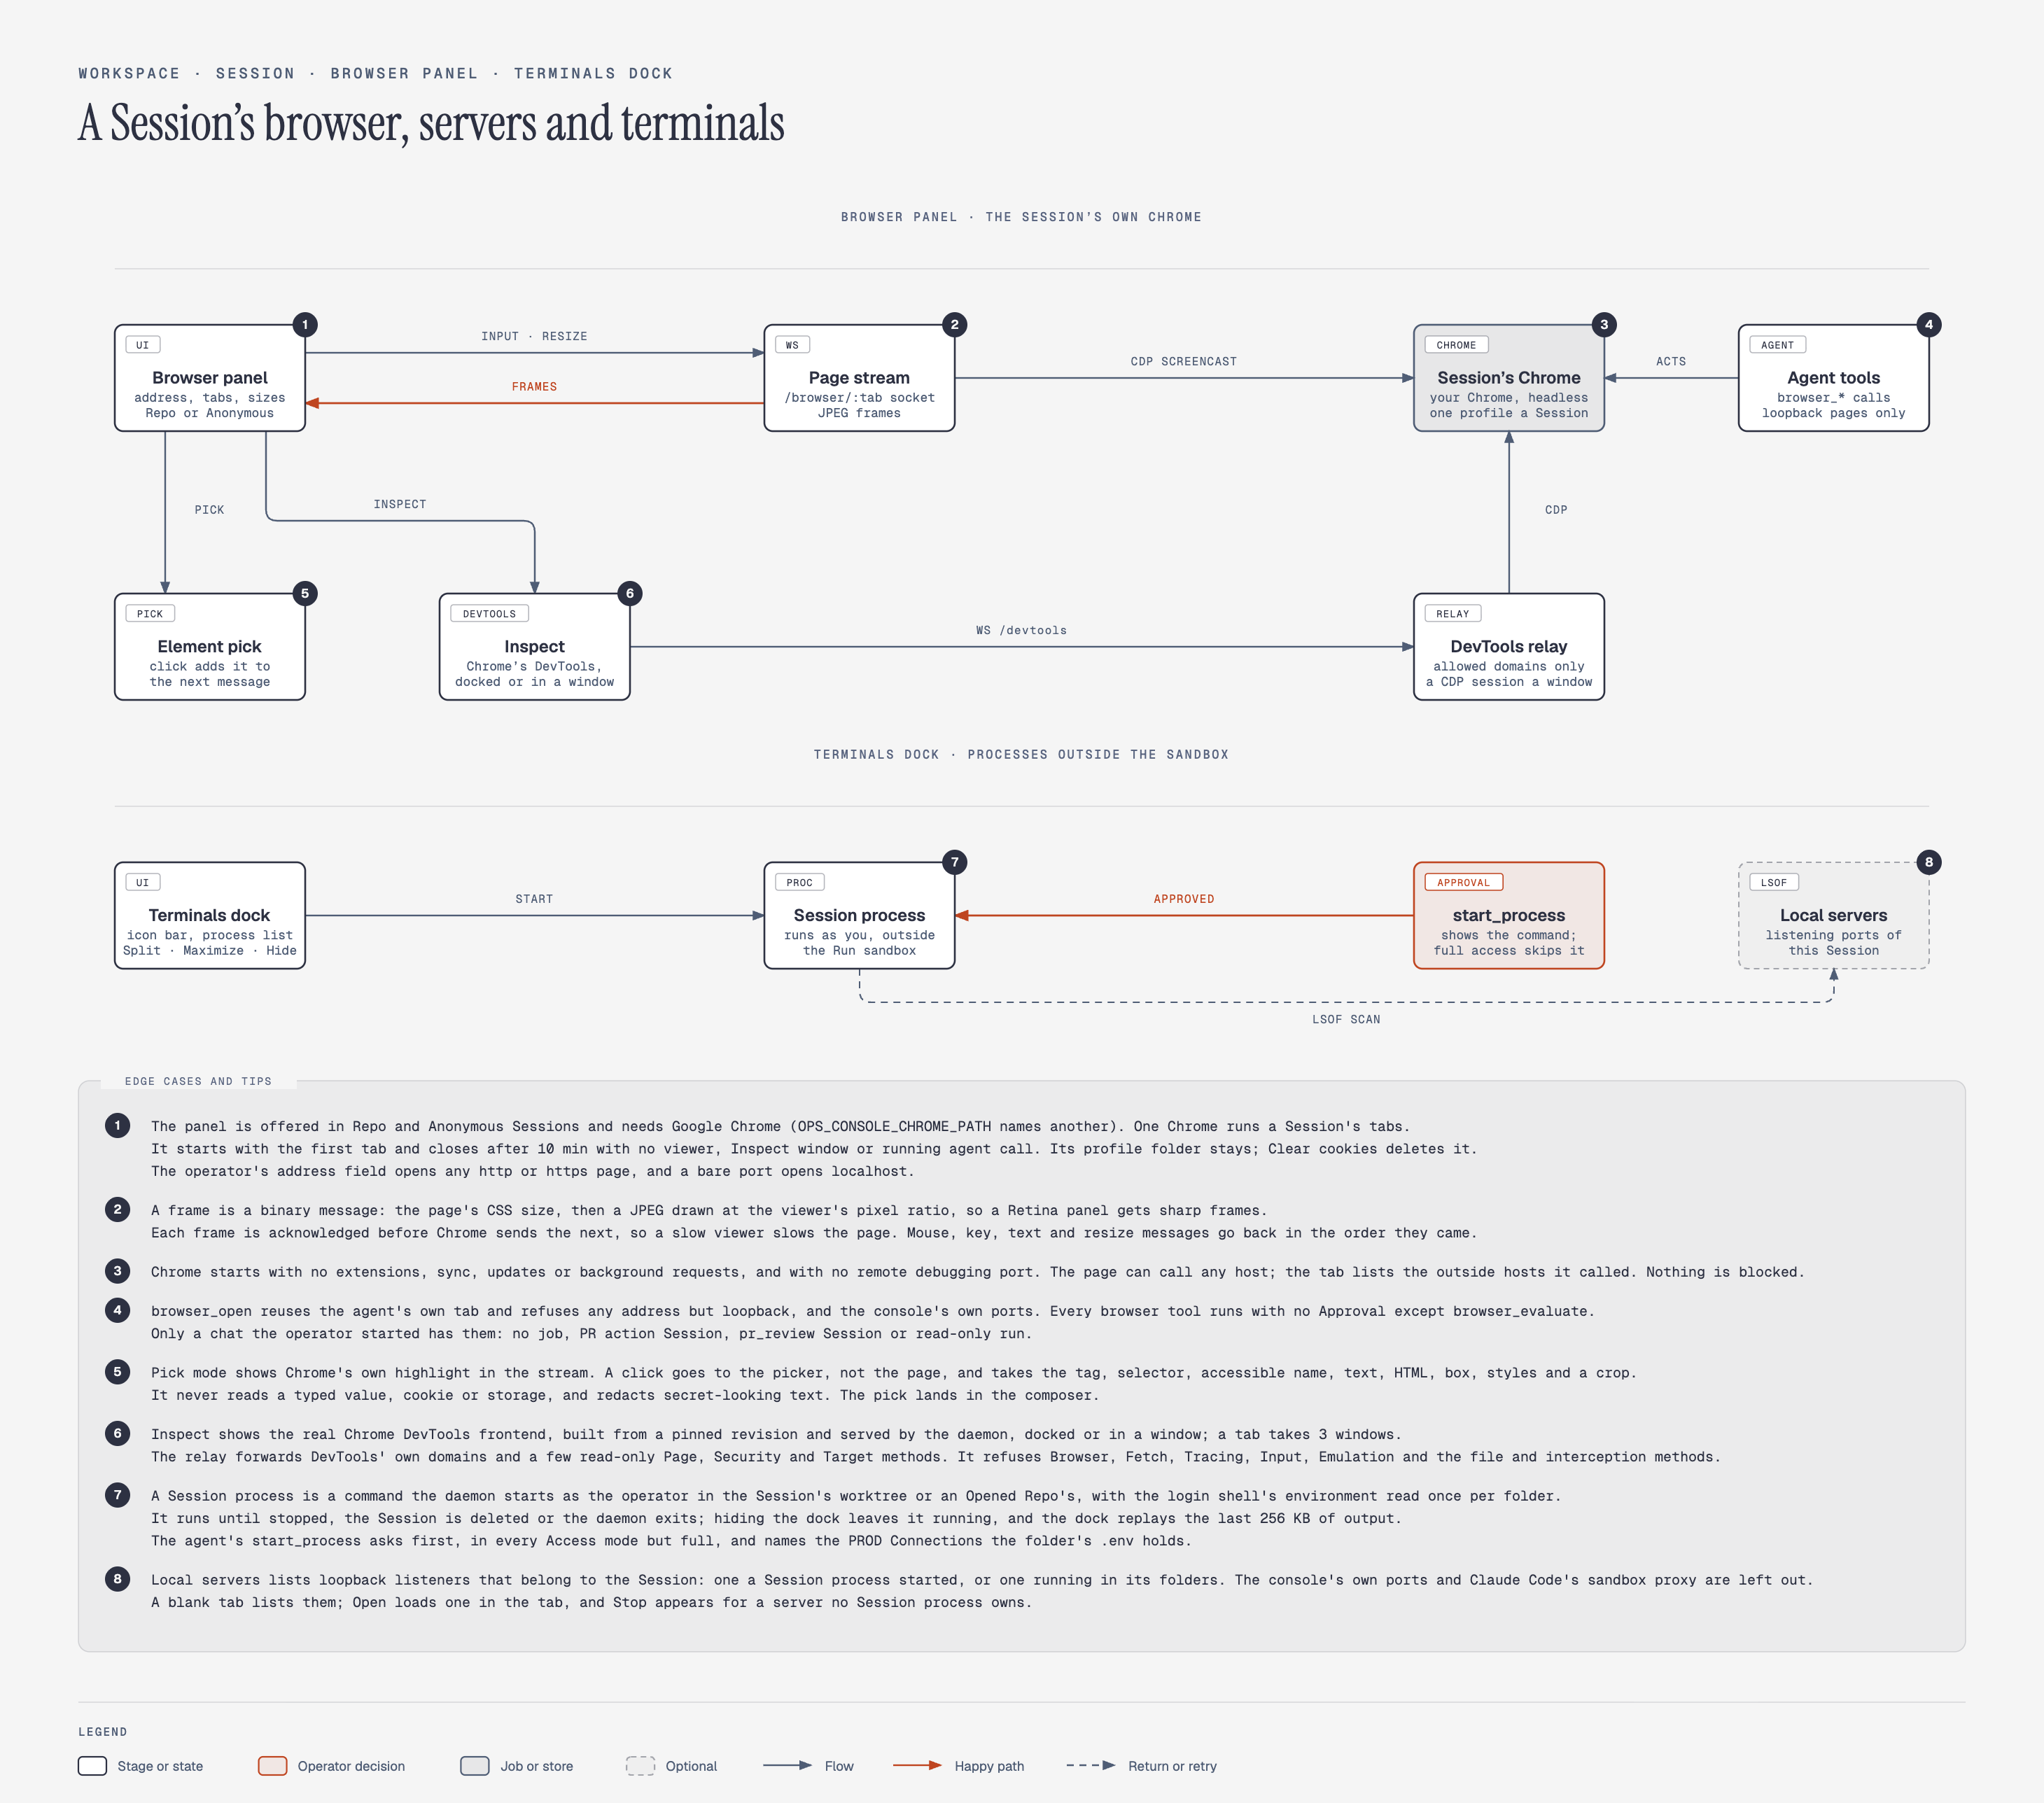 WORKSPACE · SESSION · BROWSER PANEL · TERMINALS DOCK
A Session’s browser, servers and terminals
BROWSER PANEL · THE SESSION’S OWN CHROME
1
UI
Browser panel
address, tabs, sizes
Repo or Anonymous
INPUT · RESIZE
FRAMES
2
WS
Page stream
/browser/:tab socket
JPEG frames
CDP SCREENCAST
3
CHROME
Session’s Chrome
your Chrome, headless
one profile a Session
ACTS
4
AGENT
Agent tools
browser_* calls
loopback pages only
PICK
INSPECT
CDP
5
PICK
Element pick
click adds it to
the next message
6
DEVTOOLS
Inspect
Chrome’s DevTools,
docked or in a window
WS /devtools
RELAY
DevTools relay
allowed domains only
a CDP session a window
TERMINALS DOCK · PROCESSES OUTSIDE THE SANDBOX
UI
Terminals dock
icon bar, process list
Split · Maximize · Hide
START
7
PROC
Session process
runs as you, outside
the Run sandbox
APPROVED
APPROVAL
start_process
shows the command;
full access skips it
8
LSOF
Local servers
listening ports of
this Session
LSOF SCAN
EDGE CASES AND TIPS
1 The panel is offered in Repo and Anonymous Sessions and needs Google Chrome (OPS_CONSOLE_CHROME_PATH names another). One Chrome runs a Session's tabs.
It starts with the first tab and closes after 10 min with no viewer, Inspect window or running agent call. Its profile folder stays; Clear cookies deletes it.
The operator's address field opens any http or https page, and a bare port opens localhost.
2 A frame is a binary message: the page's CSS size, then a JPEG drawn at the viewer's pixel ratio, so a Retina panel gets sharp frames.
Each frame is acknowledged before Chrome sends the next, so a slow viewer slows the page. Mouse, key, text and resize messages go back in the order they came.
3 Chrome starts with no extensions, sync, updates or background requests, and with no remote debugging port. The page can call any host; the tab lists the outside hosts it called. Nothing is blocked.
4 browser_open reuses the agent's own tab and refuses any address but loopback, and the console's own ports. Every browser tool runs with no Approval except browser_evaluate.
Only a chat the operator started has them: no job, PR action Session, pr_review Session or read-only run.
5 Pick mode shows Chrome's own highlight in the stream. A click goes to the picker, not the page, and takes the tag, selector, accessible name, text, HTML, box, styles and a crop.
It never reads a typed value, cookie or storage, and redacts secret-looking text. The pick lands in the composer.
6 Inspect shows the real Chrome DevTools frontend, built from a pinned revision and served by the daemon, docked or in a window; a tab takes 3 windows.
The relay forwards DevTools' own domains and a few read-only Page, Security and Target methods. It refuses Browser, Fetch, Tracing, Input, Emulation and the file and interception methods.
7 A Session process is a command the daemon starts as the operator in the Session's worktree or an Opened Repo's, with the login shell's environment read once per folder.
It runs until stopped, the Session is deleted or the daemon exits; hiding the dock leaves it running, and the dock replays the last 256 KB of output.
The agent's start_process asks first, in every Access mode but full, and names the PROD Connections the folder's .env holds.
8 Local servers lists loopback listeners that belong to the Session: one a Session process started, or one running in its folders. The console's own ports and Claude Code's sandbox proxy are left out.
A blank tab lists them; Open loads one in the tab, and Stop appears for a server no Session process owns.
LEGEND
Stage or state
Operator decision
Job or store
Optional
Flow
Happy path
Return or retry